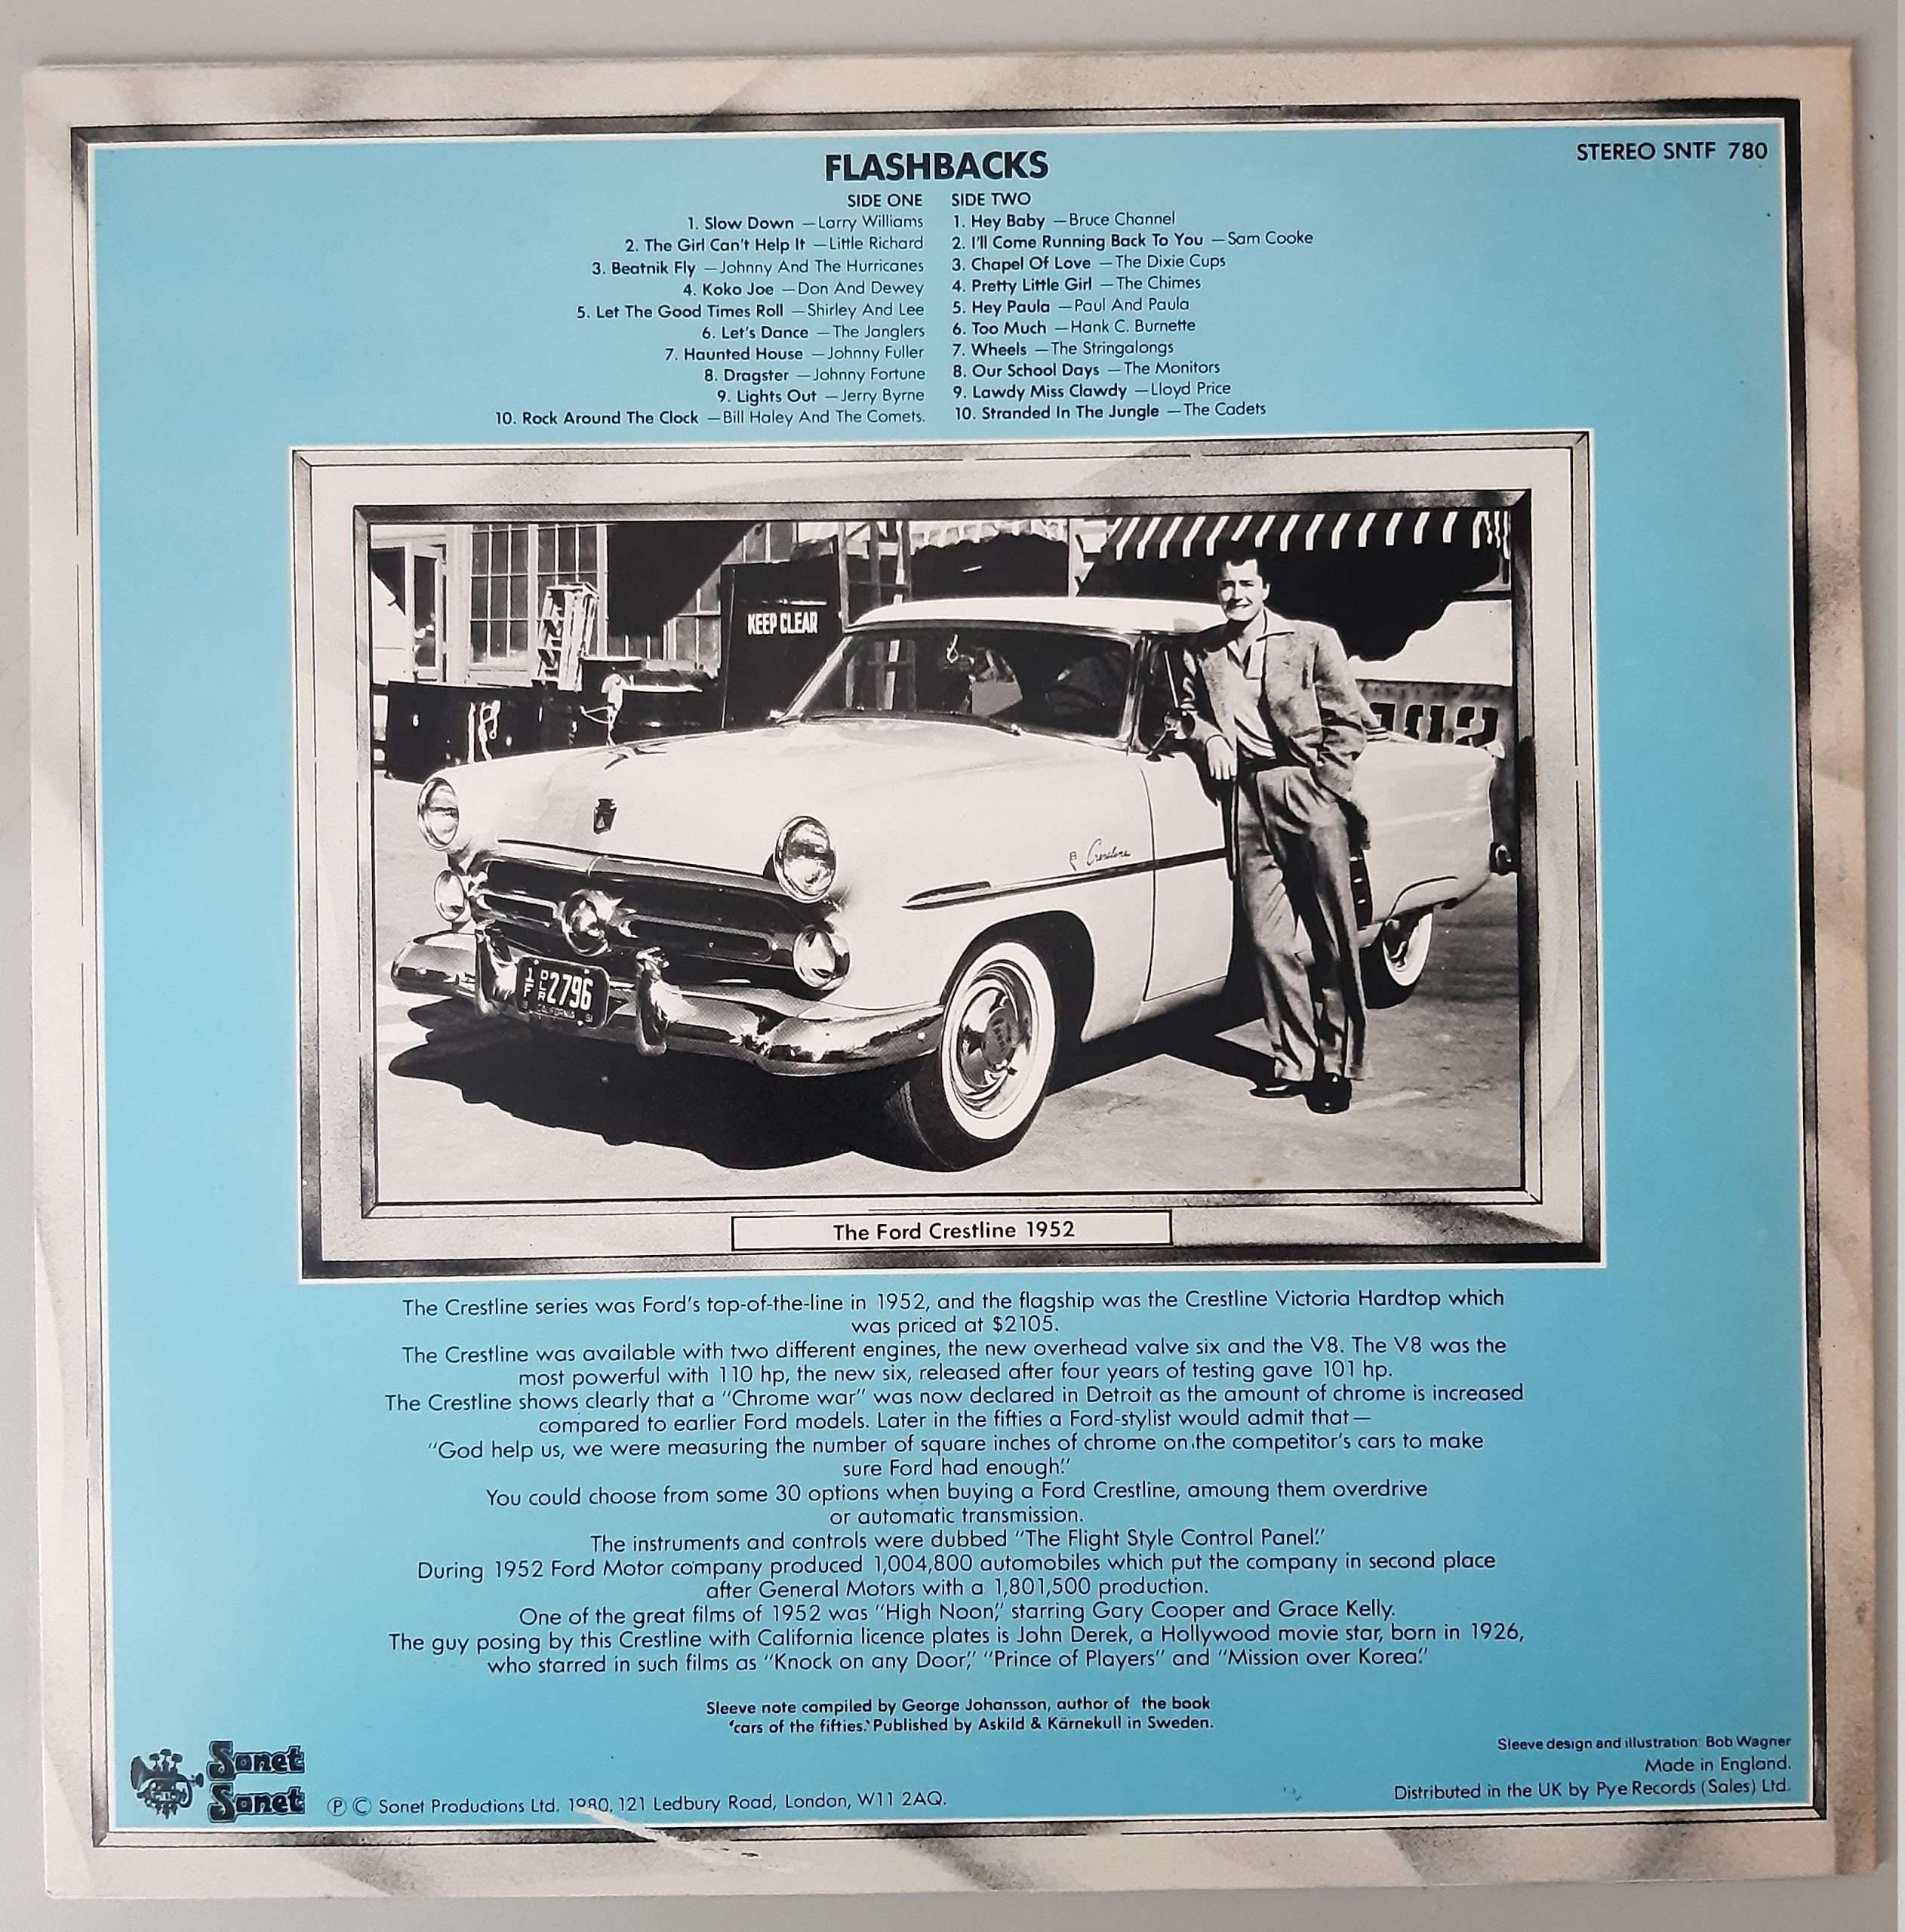 STEREO SNTF 780
FLASHBACKS
SIDE ONE
1. Slow Down —Larry Williams
2. The Girl Can't Help It —Little Richard
3. Beatnik Fly —Johnny And The Hurricanes
4. Koko Joe —Don And Dewey
5. Let The Good Times Roll —Shirley And Lee
6. Let's Dance —The Janglers
7. Haunted House —Johnny Fuller
8. Dragster —Johnny Fortune
9. Lights Out —Jerry Byrne
10. Rock Around The Clock —Bill Haley And The Comets.
SIDE TWO
1. Hey Baby —Bruce Channel
2. I'll Come Running Back To You —Sam Cooke
3. Chapel Of Love —The Dixie Cups
4. Pretty Little Girl —The Chimes
5. Hey Paula —Paul And Paula
6. Too Much —Hank C. Burnette
7. Wheels —The Stringalongs
8. Our School Days —The Monitors
9. Lawdy Miss Clawdy —Lloyd Price
10. Stranded In The Jungle —The Cadets
KEEP CLEAR
Crestline
2796
CALIFORNIA
The Ford Crestline 1952
The Crestline series was Ford's top-of-the-line in 1952, and the flagship was the Crestline Victoria Hardtop which
was priced at $2105.
The Crestline was available with two different engines, the new overhead valve six and the V8. The V8 was the
most powerful with 110 hp, the new six, released after four years of testing gave 101 hp.
The Crestline shows clearly that a "Chrome war" was now declared in Detroit as the amount of chrome is increased
compared to earlier Ford models. Later in the fifties a Ford-stylist would admit that—
"God help us, we were measuring the number of square inches of chrome on the competitor's cars to make
sure Ford had enough."
You could choose from some 30 options when buying a Ford Crestline, amoung them overdrive
or automatic transmission.
The instruments and controls were dubbed "The Flight Style Control Panel."
During 1952 Ford Motor company produced 1,004,800 automobiles which put the company in second place
after General Motors with a 1,801,500 production.
One of the great films of 1952 was "High Noon," starring Gary Cooper and Grace Kelly.
The guy posing by this Crestline with California licence plates is John Derek, a Hollywood movie star, born in 1926,
who starred in such films as "Knock on any Door," "Prince of Players" and "Mission over Korea."
Sleeve note compiled by George Johansson, author of the book
'cars of the fifties.' Published by Askild & Kärnekull in Sweden.
Sonet
Sonet
Ⓟ Ⓒ Sonet Productions Ltd. 1980, 121 Ledbury Road, London, W11 2AQ.
Sleeve design and illustration: Bob Wagner
Made in England.
Distributed in the UK by Pye Records (Sales) Ltd.